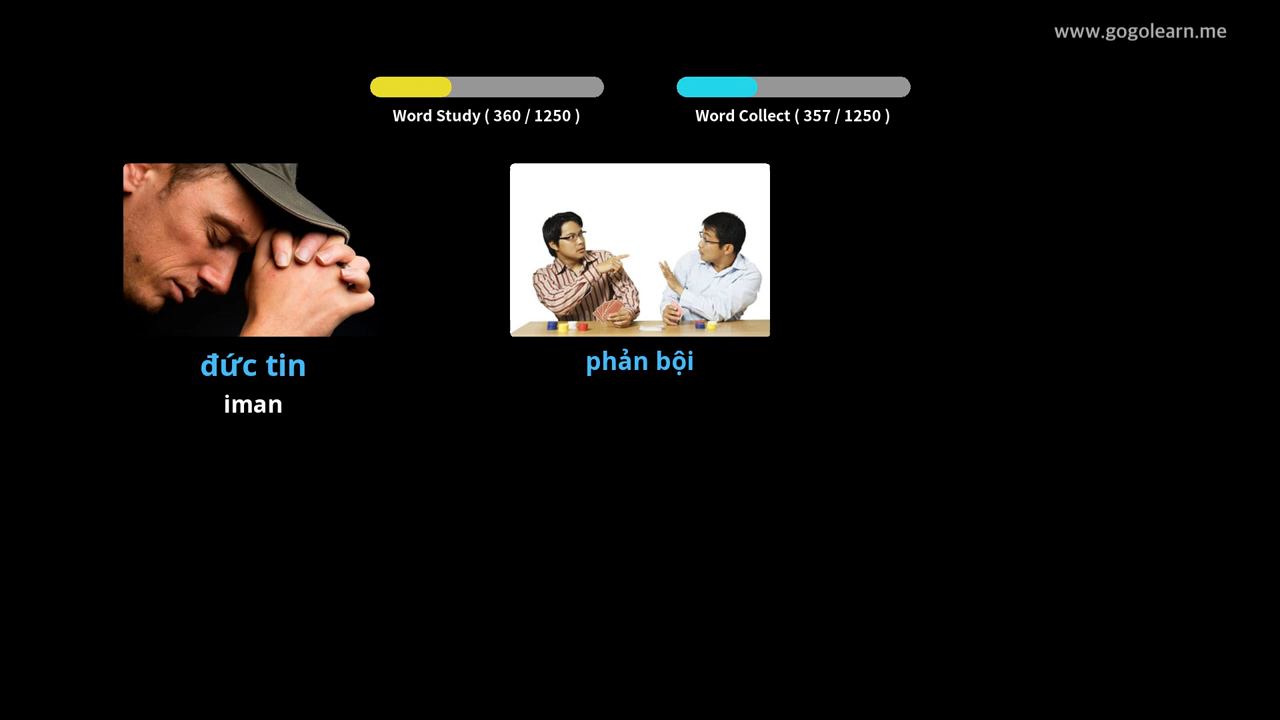 www.gogolearn.me
Word Study ( 360 / 1250 )
Word Collect ( 357 / 1250 )
đức tin
iman
phản bội